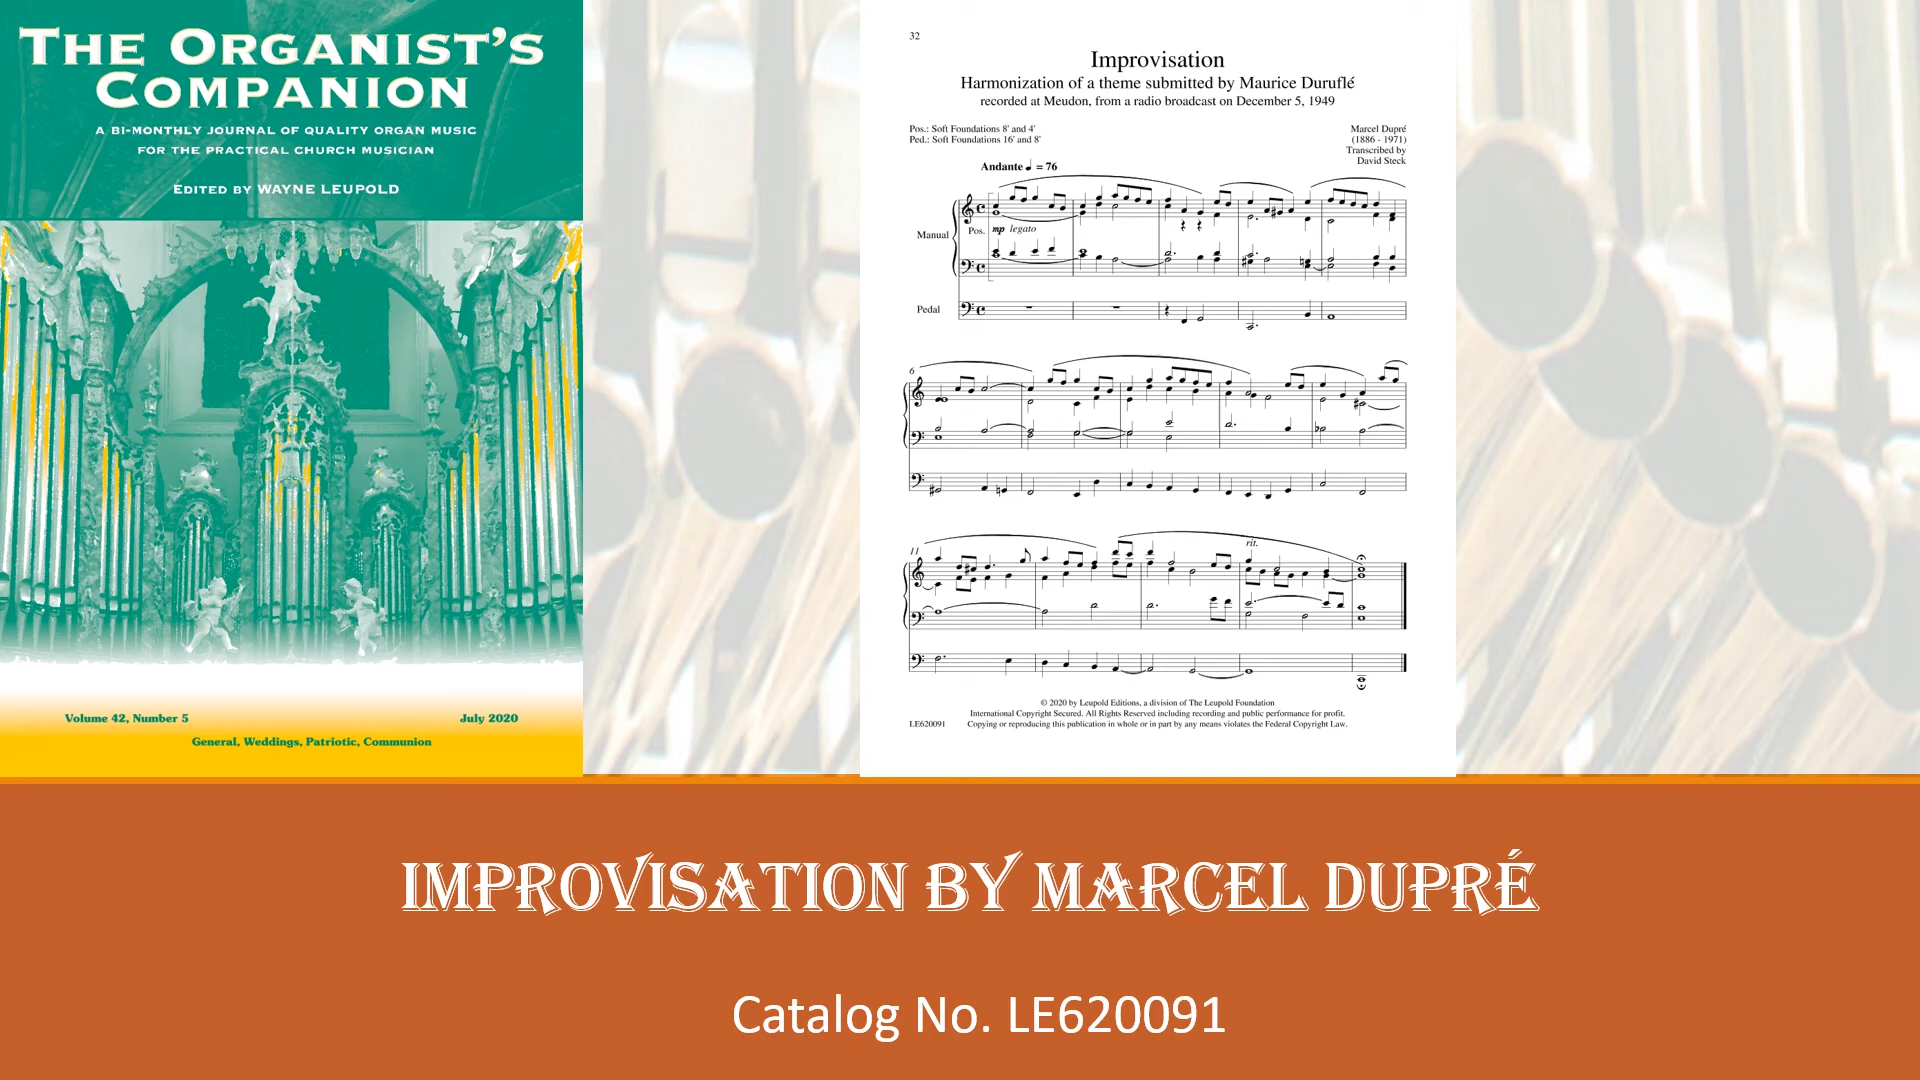 THE ORGANIST'S
COMPANION
A BI-MONTHLY JOURNAL OF QUALITY ORGAN MUSIC
FOR THE PRACTICAL CHURCH MUSICIAN
EDITED BY WAYNE LEUPOLD
Volume 42, Number 5
July 2020
General, Weddings, Patriotic, Communion
32
Improvisation
Harmonization of a theme submitted by Maurice Duruflé
recorded at Meudon, from a radio broadcast on December 5, 1949
Pos.: Soft Foundations 8' and 4'
Ped.: Soft Foundations 16' and 8'
Marcel Dupré
(1886 - 1971)
Transcribed by
David Steck
Andante ♩ = 76
Manual
Pos.
mp legato
Pedal
6
11
rit.
© 2020 by Leupold Editions, a division of The Leupold Foundation
International Copyright Secured. All Rights Reserved including recording and public performance for profit.
LE620091
Copying or reproducing this publication in whole or in part by any means violates the Federal Copyright Law.
IMPROVISATION BY MARCEL DUPRÉ
Catalog No. LE620091